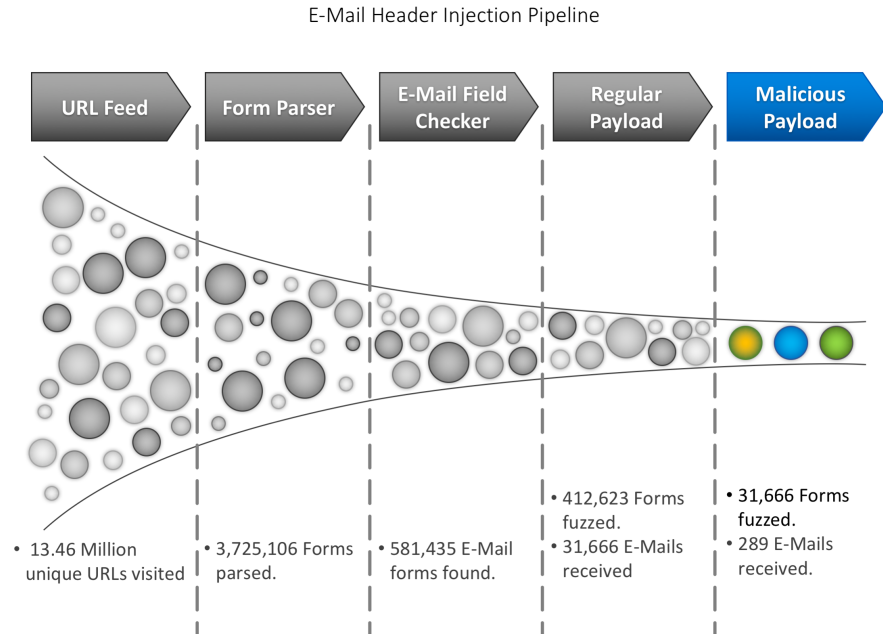 E-Mail Header Injection Pipeline
URL Feed
Form Parser
E-Mail Field
Checker
Regular
Payload
Malicious
Payload
• 13.46 Million
unique URLs visited
• 3,725,106 Forms
parsed.
• 581,435 E-Mail
forms found.
• 412,623 Forms
fuzzed.
• 31,666 E-Mails
received
• 31,666 Forms
fuzzed.
• 289 E-Mails
received.